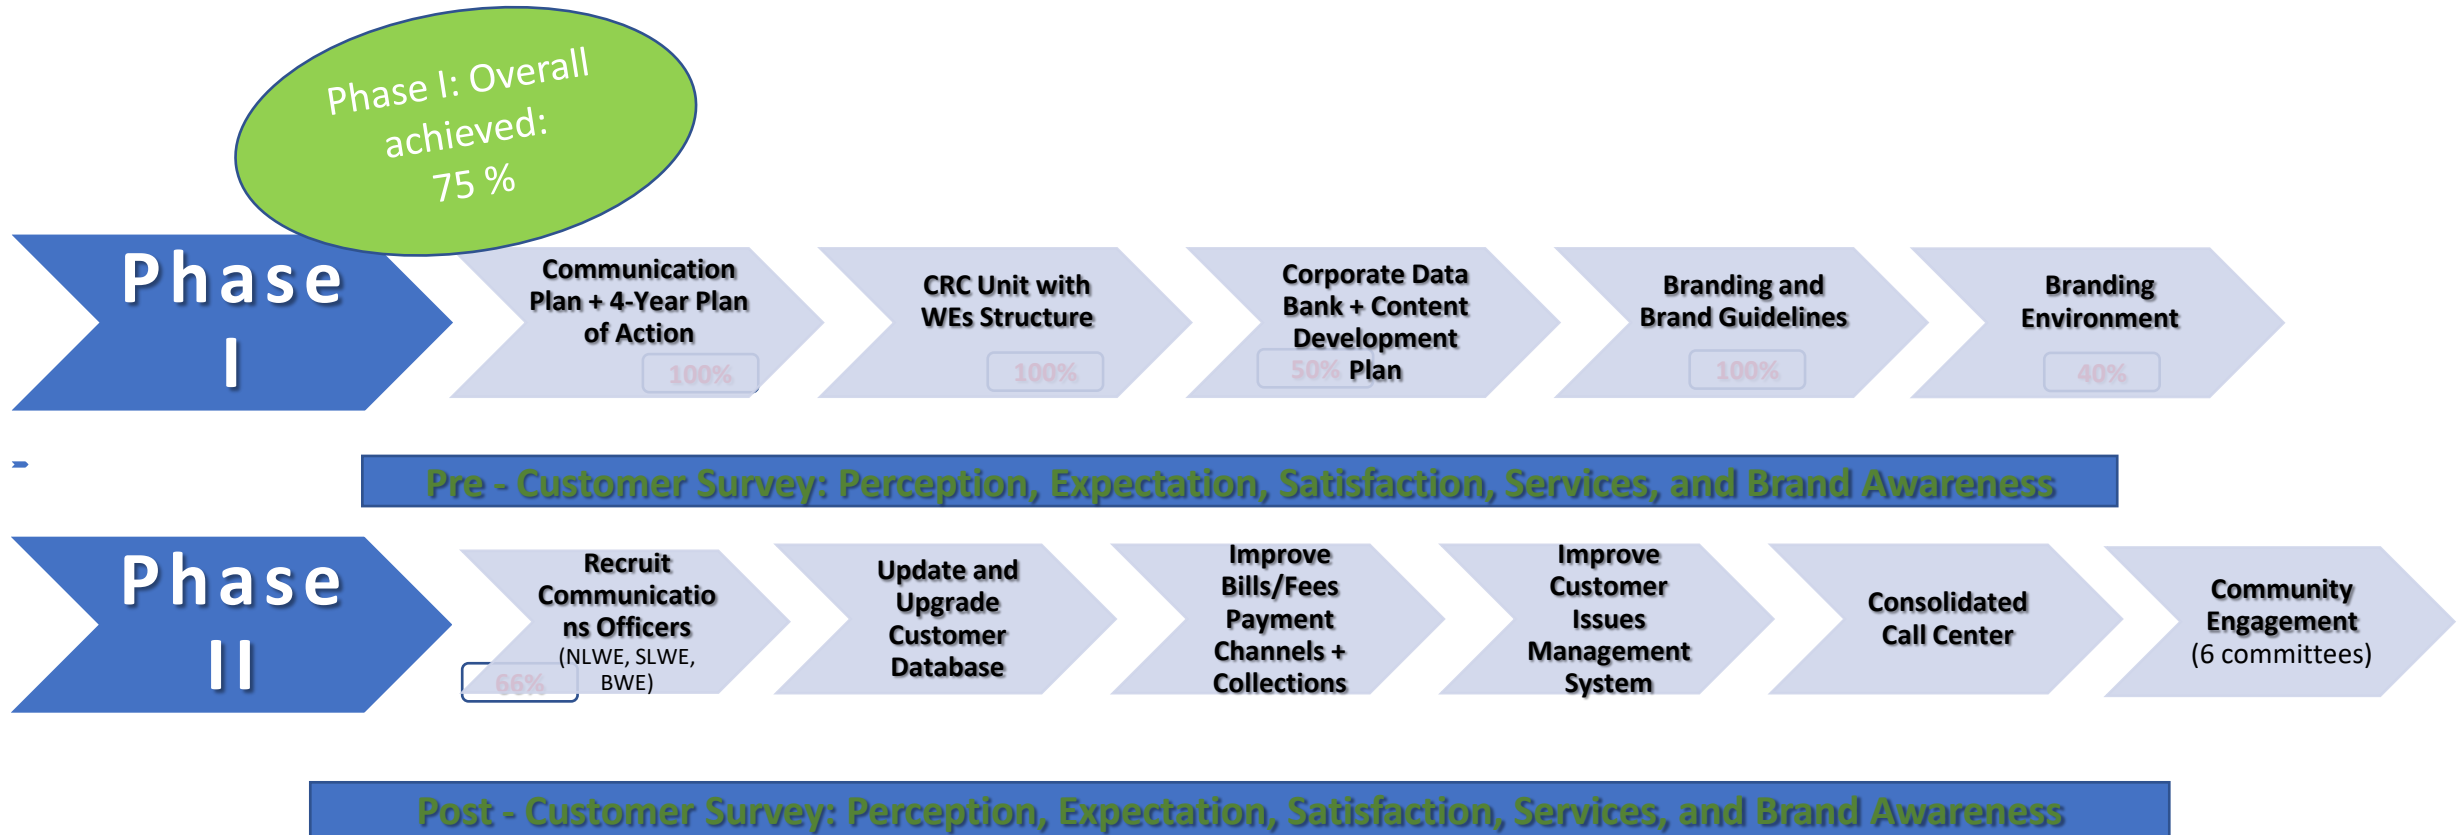 Phase I: Overall
achieved:
75 %
Phase
I
Communication
Plan + 4-Year Plan
of Action
100%
CRC Unit with
WEs Structure
100%
Corporate Data
Bank + Content
Development
Plan
50%
Branding and
Brand Guidelines
100%
Branding
Environment
40%
Pre - Customer Survey: Perception, Expectation, Satisfaction, Services, and Brand Awareness
Phase
II
Recruit
Communicatio
ns Officers
(NLWE, SLWE,
BWE)
66%
Update and
Upgrade
Customer
Database
Improve
Bills/Fees
Payment
Channels +
Collections
Improve
Customer
Issues
Management
System
Consolidated
Call Center
Community
Engagement
(6 committees)
Post - Customer Survey: Perception, Expectation, Satisfaction, Services, and Brand Awareness